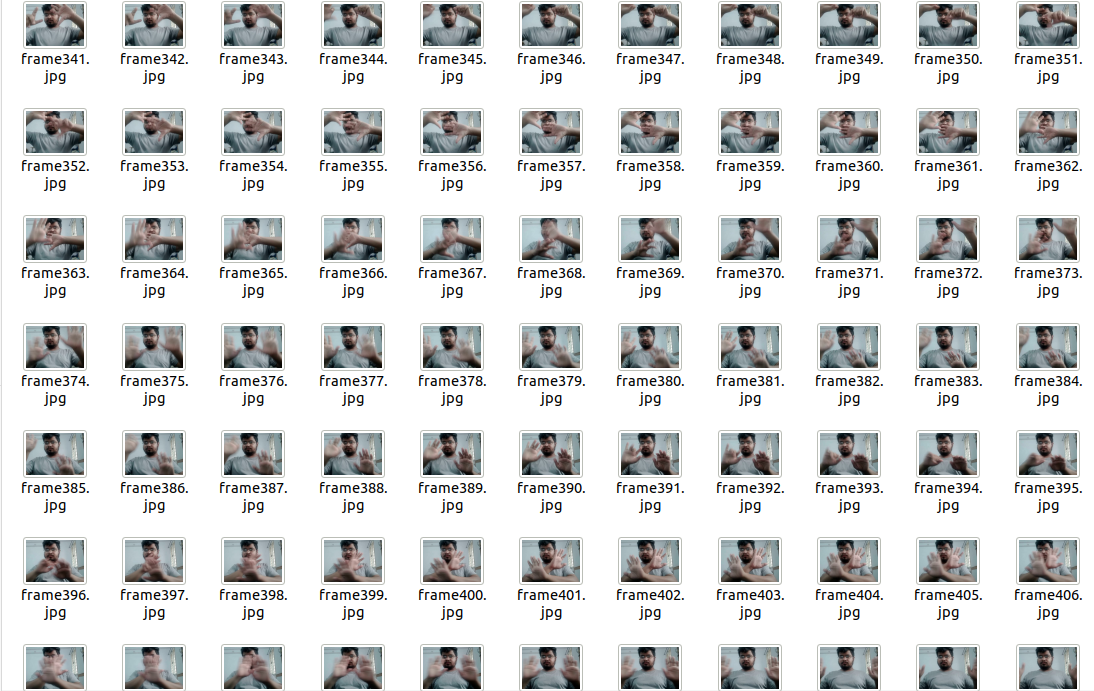 frame341. frame342. frame343. frame344. frame345. frame346. frame347. frame348. frame349. frame350. frame351.
jpg jpg jpg jpg jpg jpg jpg jpg jpg jpg jpg
frame352. frame353. frame354. frame355. frame356. frame357. frame358. frame359. frame360. frame361. frame362.
jpg jpg jpg jpg jpg jpg jpg jpg jpg jpg jpg
frame363. frame364. frame365. frame366. frame367. frame368. frame369. frame370. frame371. frame372. frame373.
jpg jpg jpg jpg jpg jpg jpg jpg jpg jpg jpg
frame374. frame375. frame376. frame377. frame378. frame379. frame380. frame381. frame382. frame383. frame384.
jpg jpg jpg jpg jpg jpg jpg jpg jpg jpg jpg
frame385. frame386. frame387. frame388. frame389. frame390. frame391. frame392. frame393. frame394. frame395.
jpg jpg jpg jpg jpg jpg jpg jpg jpg jpg jpg
frame396. frame397. frame398. frame399. frame400. frame401. frame402. frame403. frame404. frame405. frame406.
jpg jpg jpg jpg jpg jpg jpg jpg jpg jpg jpg